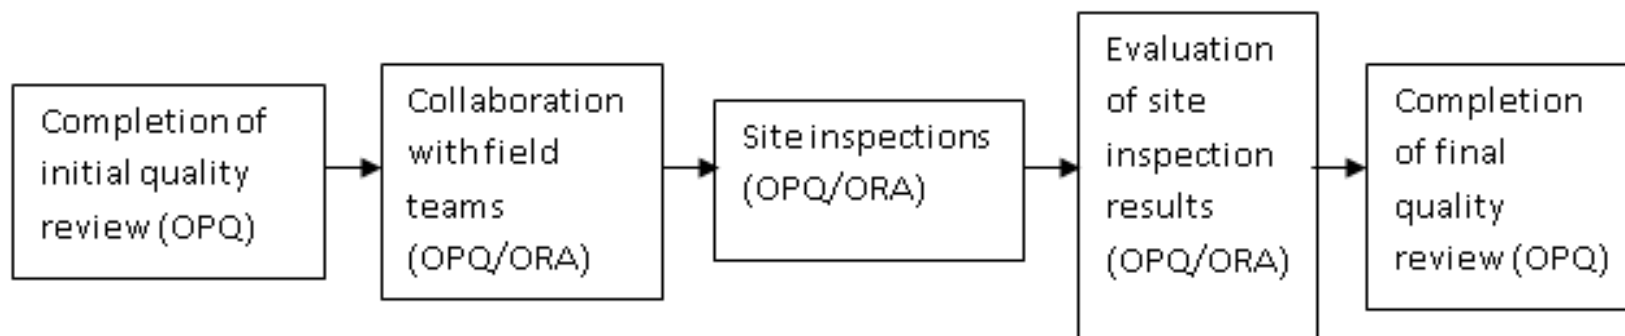 Completion of
initial quality
review (OPQ)
Collaboration
with field
teams
(OPQ/ORA)
Site inspections
(OPQ/ORA)
Evaluation
of site
inspection
results
(OPQ/ORA)
Completion
of final
quality
review (OPQ)